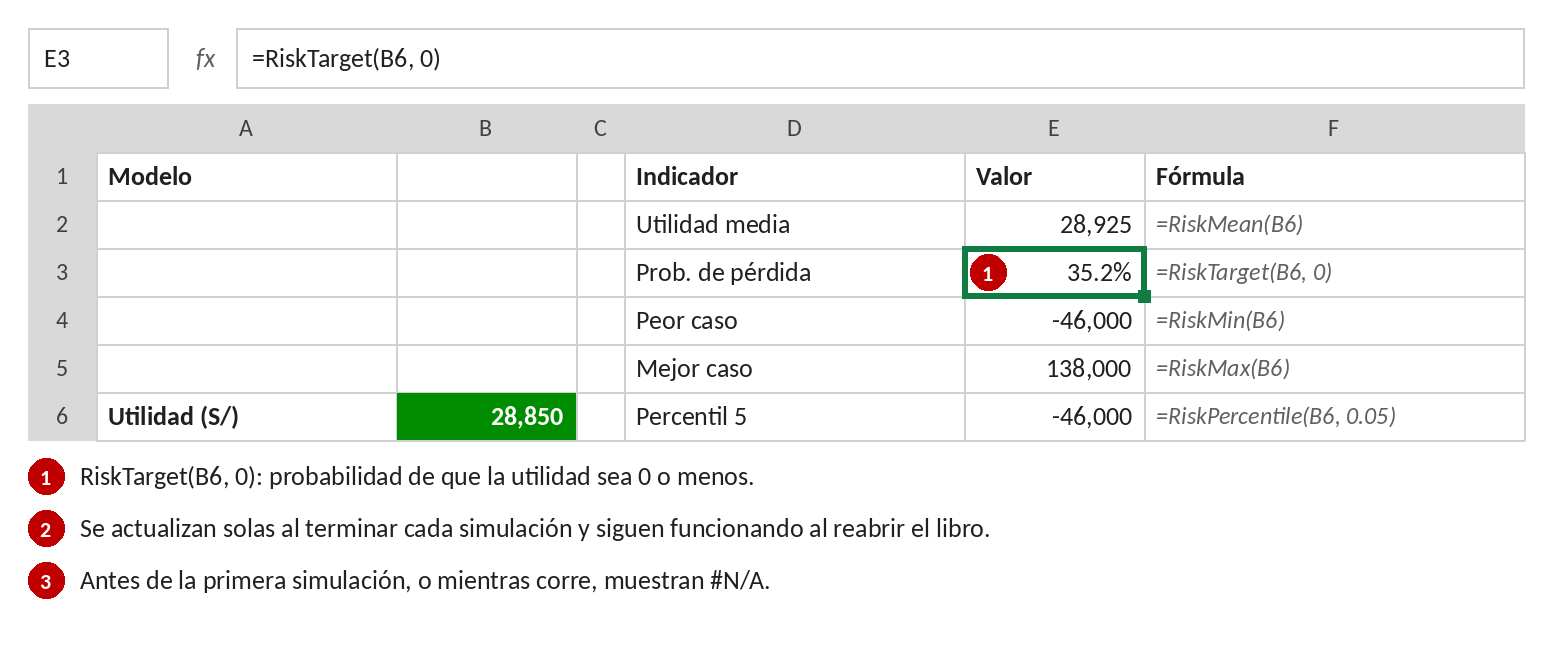 E3 fx =RiskTarget(B6, 0)
A B C D E F
1 Modelo Indicador Valor Fórmula
2 Utilidad media 28,925 =RiskMean(B6)
3 Prob. de pérdida 1 35.2% =RiskTarget(B6, 0)
4 Peor caso -46,000 =RiskMin(B6)
5 Mejor caso 138,000 =RiskMax(B6)
6 Utilidad (S/) 28,850 Percentil 5 -46,000 =RiskPercentile(B6, 0.05)
1 RiskTarget(B6, 0): probabilidad de que la utilidad sea 0 o menos.
2 Se actualizan solas al terminar cada simulación y siguen funcionando al reabrir el libro.
3 Antes de la primera simulación, o mientras corre, muestran #N/A.